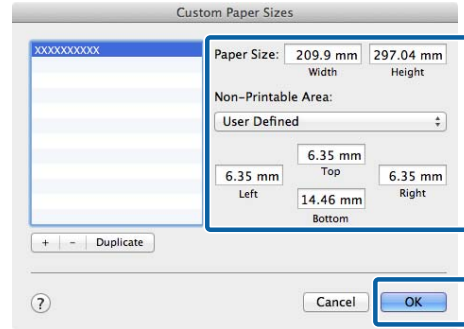 Custom Paper Sizes
XXXXXXXXXX
Paper Size: 209.9 mm 297.04 mm
Width Height
Non-Printable Area:
User Defined
6.35 mm
Top
6.35 mm 6.35 mm
Left Right
14.46 mm
Bottom
+ - Duplicate
? Cancel OK